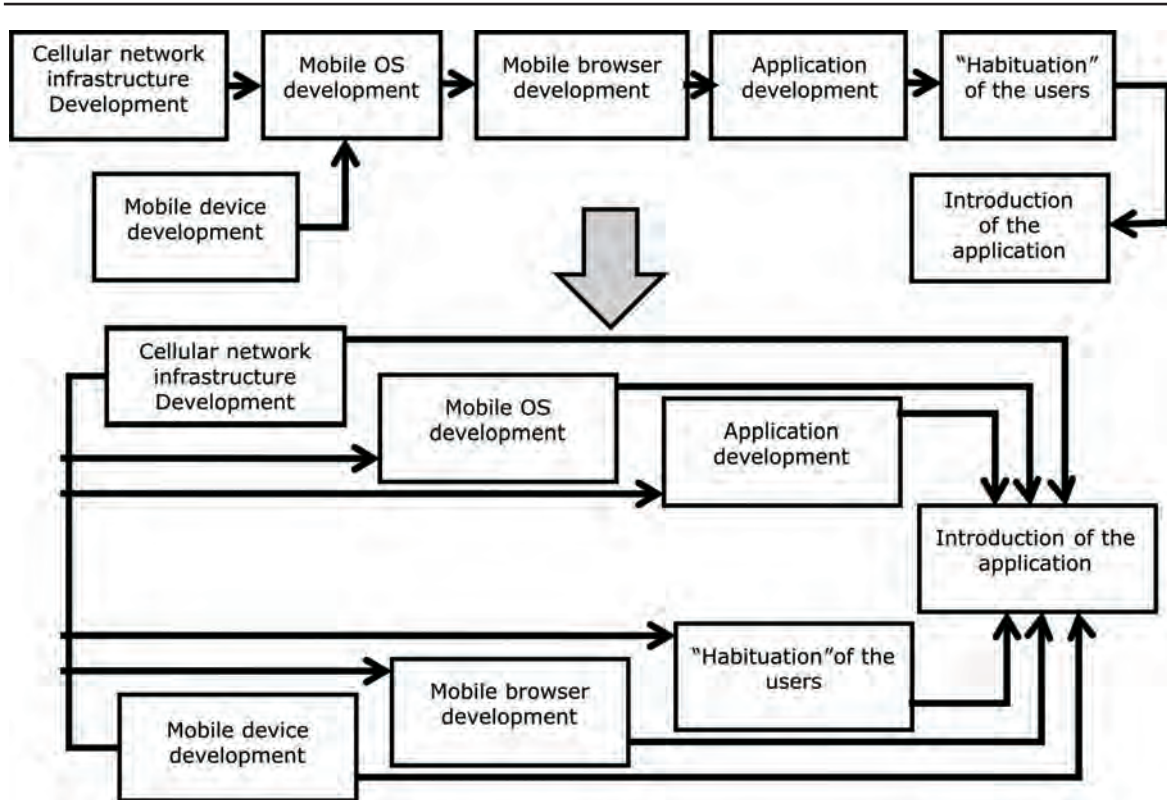 Cellular network
infrastructure
Development
Mobile OS
development
Mobile browser
development
Application
development
“Habituation”
of the users
Mobile device
development
Introduction
of the
application
Cellular network
infrastructure
Development
Mobile OS
development
Application
development
Introduction of the
application
“Habituation”of the
users
Mobile browser
development
Mobile device
development